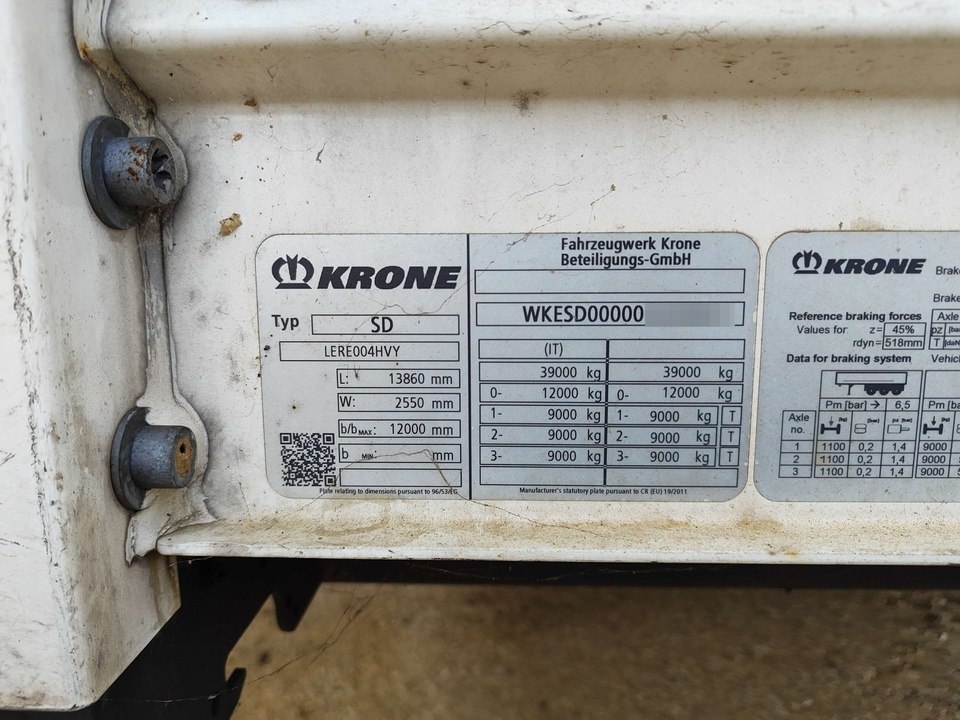 KRONE
Typ SD
LERE004HVY
L: 13860 mm
W: 2550 mm
b/bMAX: 12000 mm
b MIN: mm
Plate relating to dimensions pursuant to 96/53/EG
Fahrzeugwerk Krone
Beteiligungs-GmbH
WKESD00000
(IT)
39000 kg 39000 kg
0- 12000 kg 0- 12000 kg
1- 9000 kg 1- 9000 kg T
2- 9000 kg 2- 9000 kg T
3- 9000 kg 3- 9000 kg T
Manufacturer's statutory plate pursuant to CR (EU) 19/2011
KRONE
Reference braking forces Axle
Values for: z= 45% pz
rdyn= 518mm T
Data for braking system
Pm [bar] → 6,5 Pm
Axle
no.
1 1100 0,2 1,4 9000
2 1100 0,2 1,4 9000
3 1100 0,2 1,4 9000